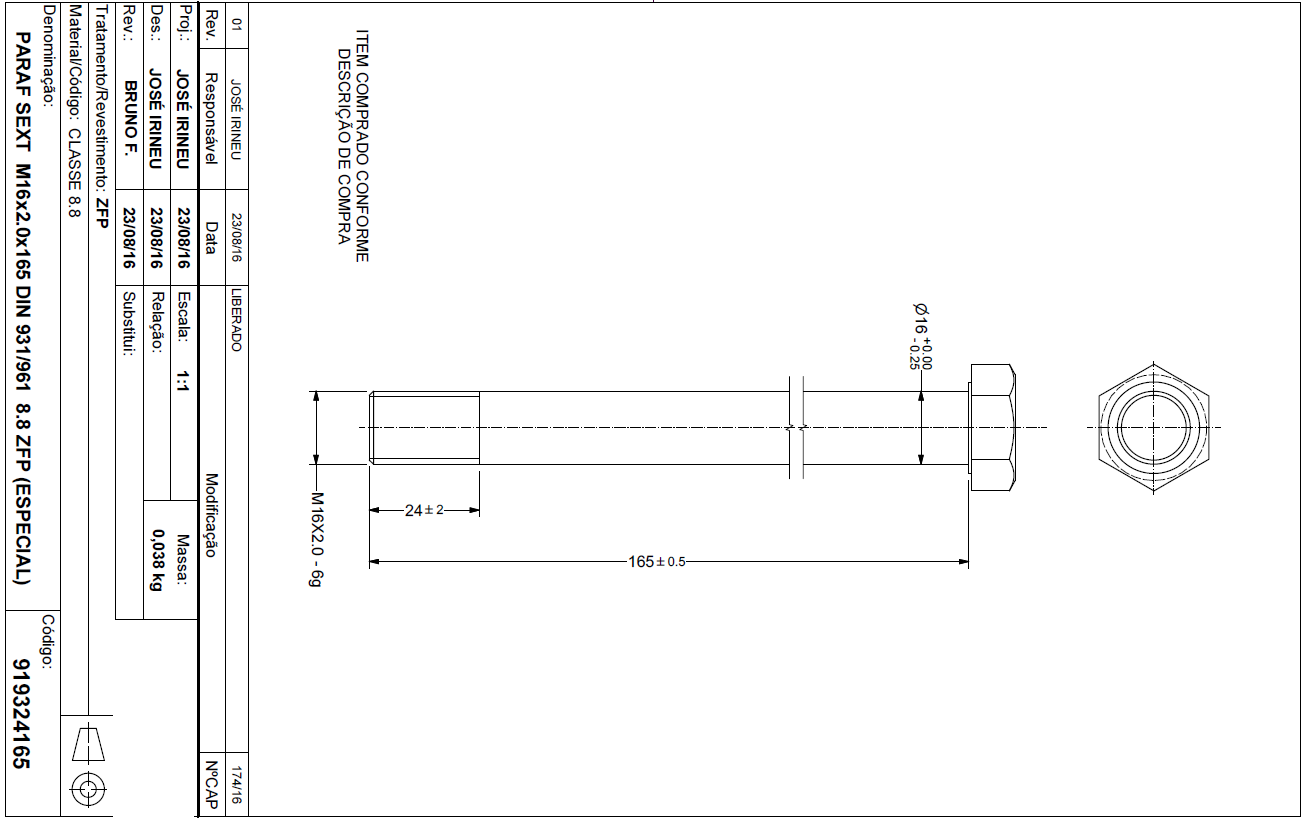 ITEM COMPRADO CONFORME
DESCRIÇÃO DE COMPRA
Ø16 +0.00
- 0.25
24±2
165±0.5
M16X2.0 - 6g
01 JOSÉ IRINEU 23/08/16 LIBERADO 174/16
Rev. Responsável Data Modificação NºCAP
Proj.: JOSÉ IRINEU 23/08/16 Escala: 1:1 Massa:
Des.: JOSÉ IRINEU 23/08/16 Relação: 0,038 kg
Rev.: BRUNO F. 23/08/16 Substitui:
Tratamento/Revestimento: ZFP
Material/Código: CLASSE 8.8
Denominação: Código:
PARAF SEXT M16x2.0x165 DIN 931/961 8.8 ZFP (ESPECIAL) 919324165